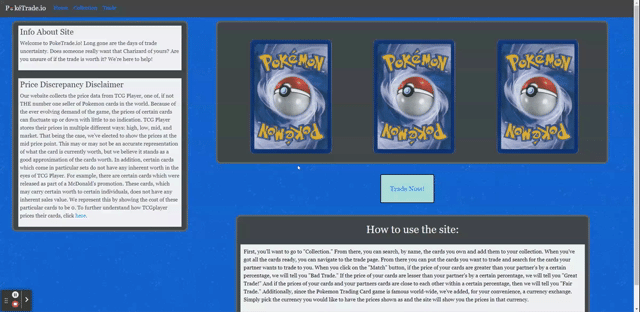 PokéTrade.io Home Collection Trade
Info About Site
Welcome to PokeTrade.io! Long gone are the days of trade
uncertainty. Does someone really want that Charizard of yours? Are
you unsure of if the trade is worth it? We're here to help!
Price Discrepancy Disclaimer
Our website collects the price data from TCG Player, one of, if not
THE number one seller of Pokemon cards in the world. Because of
the ever evolving demand of the game, the prices of certain cards
can fluctuate up or down with little to no indication. TCG Player
stores their prices in multiple different ways: high, low, mid, and
market. That being the case, we've elected to show the prices at the
mid price point. This may or may not be an accurate representation
of what the card is currently worth, but we believe it stands as a
good approximation of the cards worth. In addition, certain cards
which come in particular sets do not have any inherent worth in the
eyes of TCG Player. For example, there are certain cards which were
released as part of a McDonald's promotion. These cards, which
may carry certain worth to certain individuals, does not have any
inherent sales value. We represent this by showing the cost of these
particular cards to be 0. To further understand how TCGplayer
prices their cards, click here.
POKéMON
POKéMON
POKéMON
POKéMON
POKéMON
POKéMON
Trade Now!
How to use the site:
First, you'll want to go to "Collection." From there, you can search, by name, the cards you own and add them to your collection. When you've
got all the cards ready, you can navigate to the trade page. From there you can put the cards you want to trade and search for the cards your
partner wants to trade to you. When you click on the "Match" button, if the price of your cards are greater than your partner's by a certain
percentage, we will tell you "Bad Trade." If the price of your cards are lesser than your partner's by a certain percentage, we will tell you "Great
Trade!" And if the prices of your cards and your partners cards are close to each other within a certain percentage, then we will tell you "Fair
Trade." Additionally, since the Pokemon Trading Card game is famous world-wide, we've added, for your convenience, a currency exchange.
Simply pick the currency you would like to have the prices shown as and the site will show you the prices in that currency.